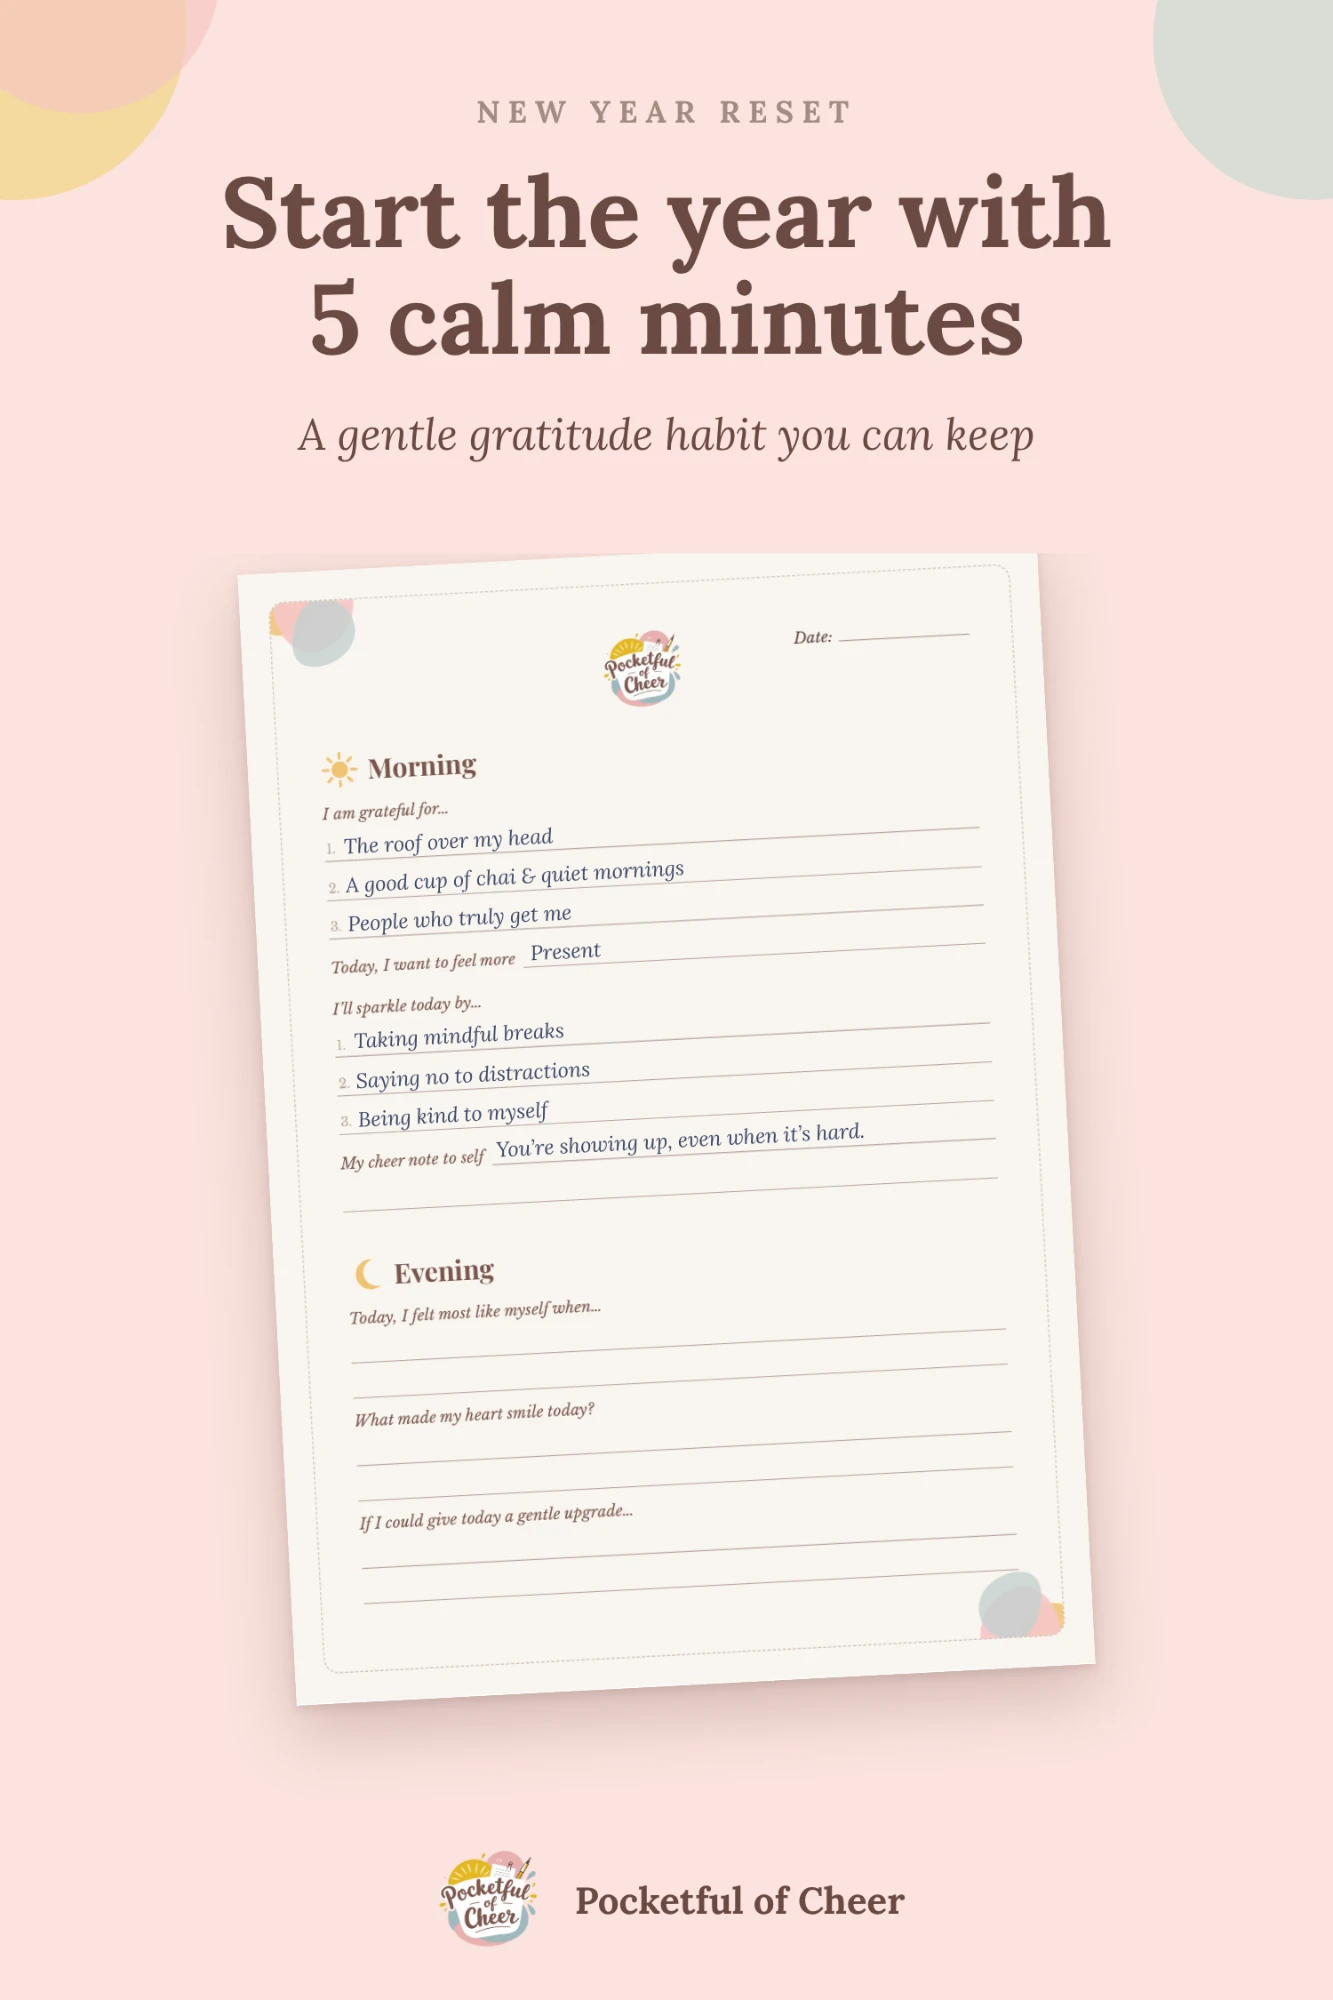 NEW YEAR RESET
Start the year with
5 calm minutes
A gentle gratitude habit you can keep
Pocketful
of
Cheer
Date:
Morning
I am grateful for...
1. The roof over my head
2. A good cup of chai & quiet mornings
3. People who truly get me
Today, I want to feel more Present
I'll sparkle today by...
1. Taking mindful breaks
2. Saying no to distractions
3. Being kind to myself
My cheer note to self You're showing up, even when it's hard.
Evening
Today, I felt most like myself when...
What made my heart smile today?
If I could give today a gentle upgrade...
Pocketful
of
Cheer
Pocketful of Cheer